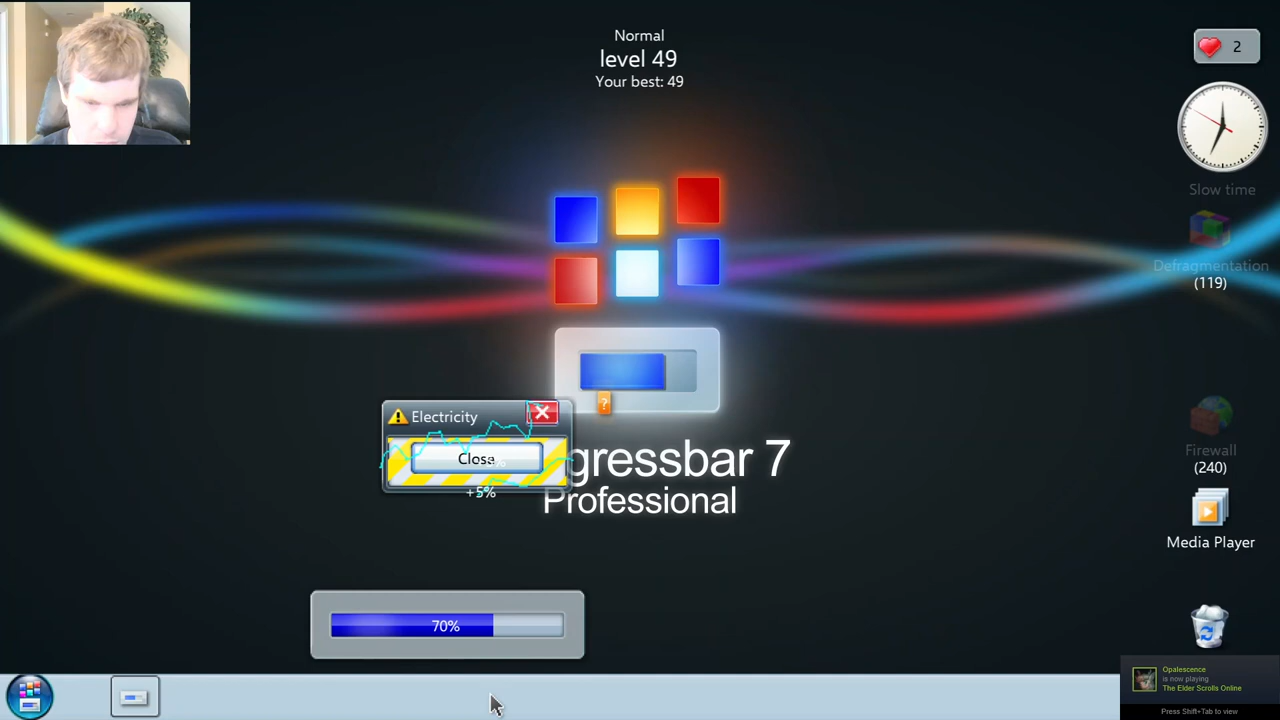 Normal
level 49
Your best: 49
2
Slow time
Defragmentation
(119)
?
Electricity
Close
+5%
gressbar 7
Professional
Firewall
(240)
Media Player
70%
Opalescence
is now playing
The Elder Scrolls Online
Press Shift+Tab to view